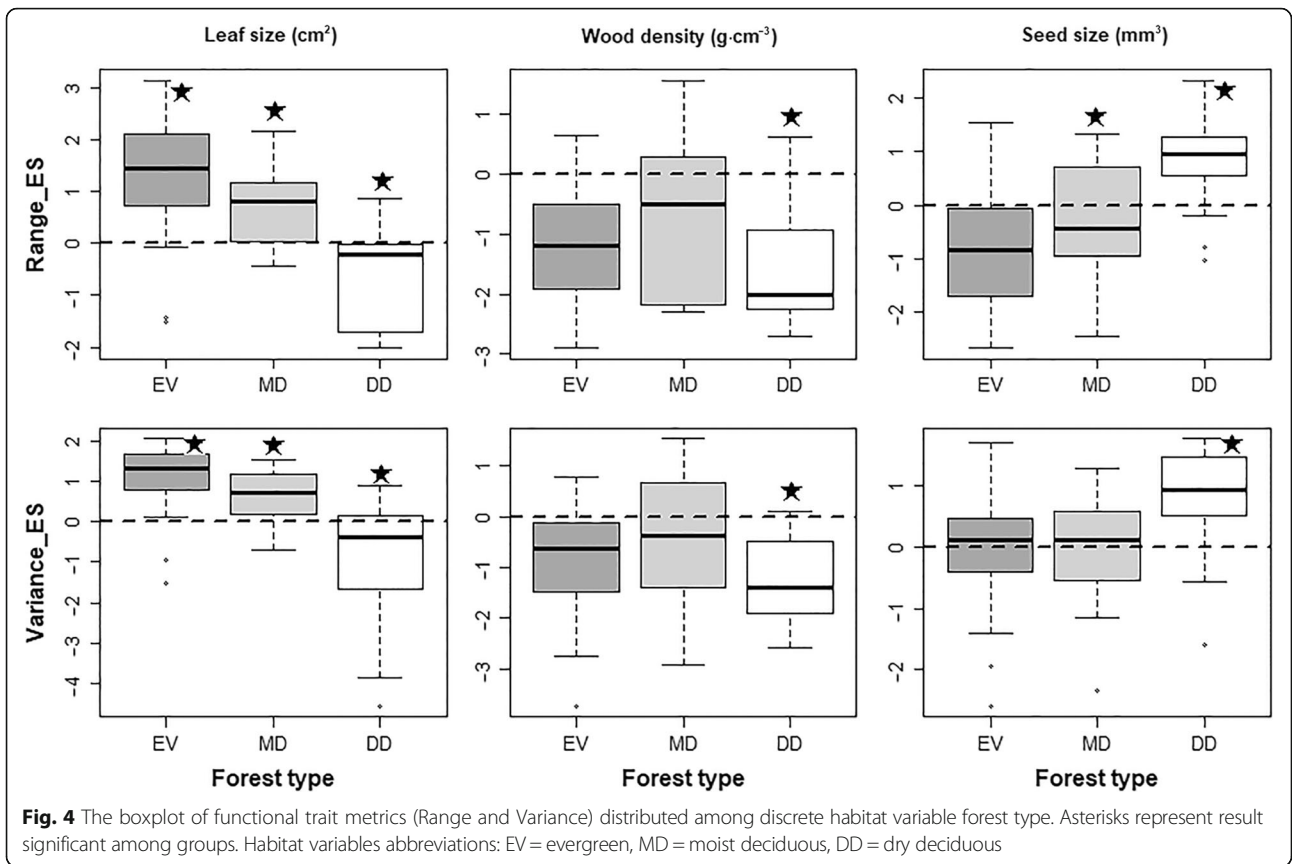 Leaf size (cm²)
Wood density (g·cm⁻³)
Seed size (mm³)
Range_ES
3
2
1
0
-1
-2
EV MD DD
1
0
-1
-2
-3
EV MD DD
2
1
0
-1
-2
EV MD DD
Variance_ES
2
1
0
-1
-2
-3
-4
EV MD DD
Forest type
1
0
-1
-2
-3
EV MD DD
Forest type
1
0
-1
-2
EV MD DD
Forest type
Fig. 4 The boxplot of functional trait metrics (Range and Variance) distributed among discrete habitat variable forest type. Asterisks represent result
significant among groups. Habitat variables abbreviations: EV = evergreen, MD = moist deciduous, DD = dry deciduous